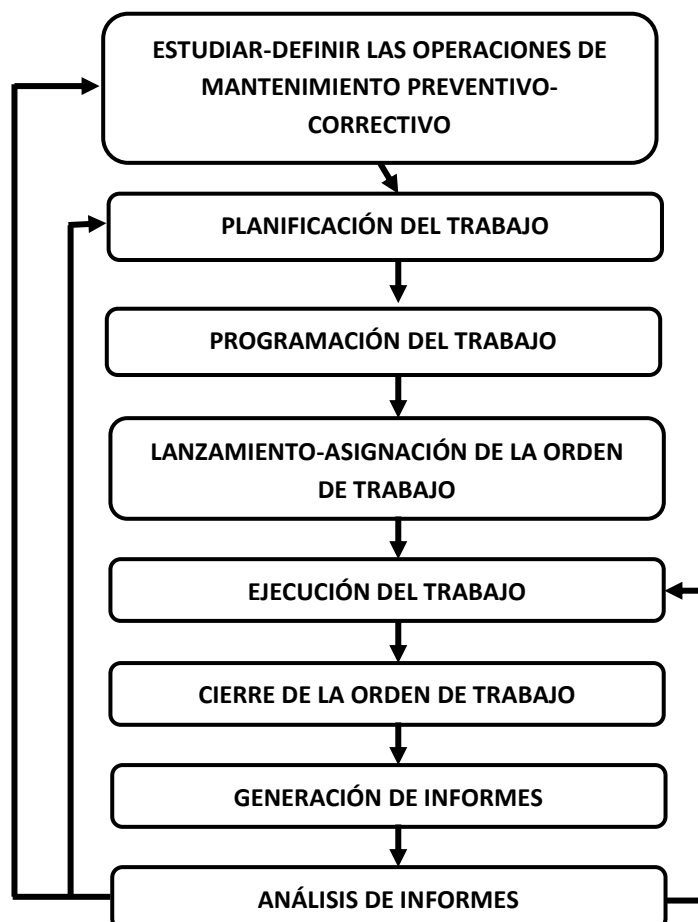 ESTUDIAR-DEFINIR LAS OPERACIONES DE
MANTENIMIENTO PREVENTIVO-
CORRECTIVO
PLANIFICACIÓN DEL TRABAJO
PROGRAMACIÓN DEL TRABAJO
LANZAMIENTO-ASIGNACIÓN DE LA ORDEN
DE TRABAJO
EJECUCIÓN DEL TRABAJO
CIERRE DE LA ORDEN DE TRABAJO
GENERACIÓN DE INFORMES
ANÁLISIS DE INFORMES